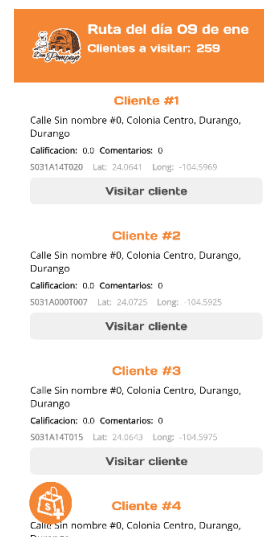 Ruta del día 09 de ene
Clientes a visitar: 259
Don Pompeyo
Cliente #1
Calle Sin nombre #0, Colonia Centro, Durango,
Durango
Calificacion: 0.0 Comentarios: 0
S031A14T020 Lat: 24.0641 Long: -104.5969
Visitar cliente
Cliente #2
Calle Sin nombre #0, Colonia Centro, Durango,
Durango
Calificacion: 0.0 Comentarios: 0
S031A000T007 Lat: 24.0725 Long: -104.5925
Visitar cliente
Cliente #3
Calle Sin nombre #0, Colonia Centro, Durango,
Durango
Calificacion: 0.0 Comentarios: 0
S031A14T015 Lat: 24.0643 Long: -104.5975
Visitar cliente
Cliente #4
Calle Sin nombre #0, Colonia Centro, Durango,
Durango